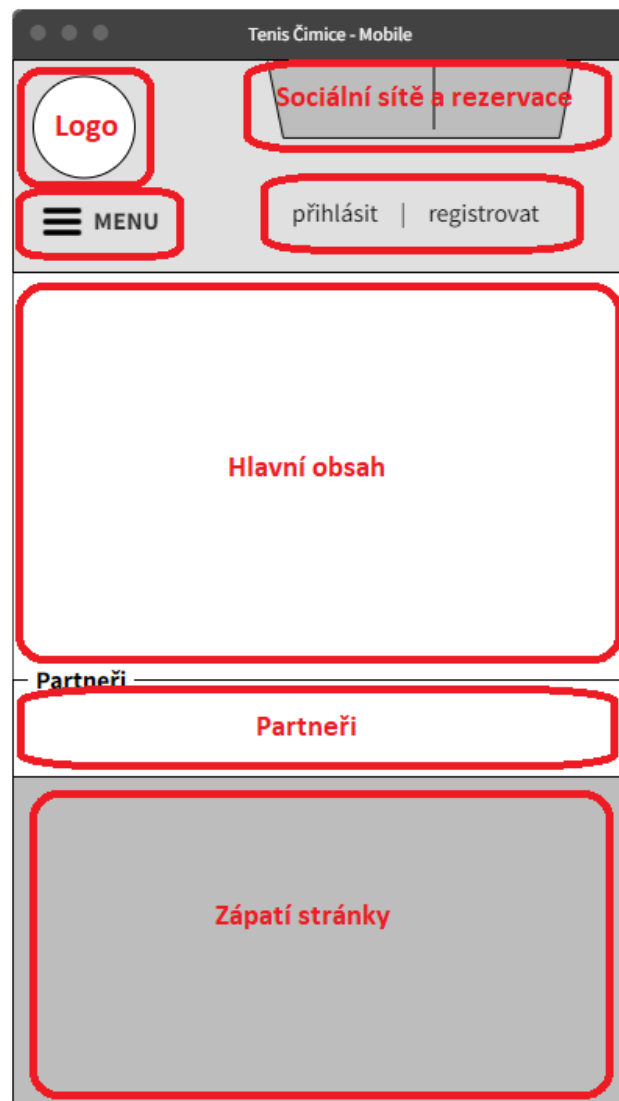 Tenis Čimice - Mobile
Logo
Sociální sítě a rezervace
MENU
přihlásit | registrovat
Hlavní obsah
Partneři
Partneři
Zápatí stránky